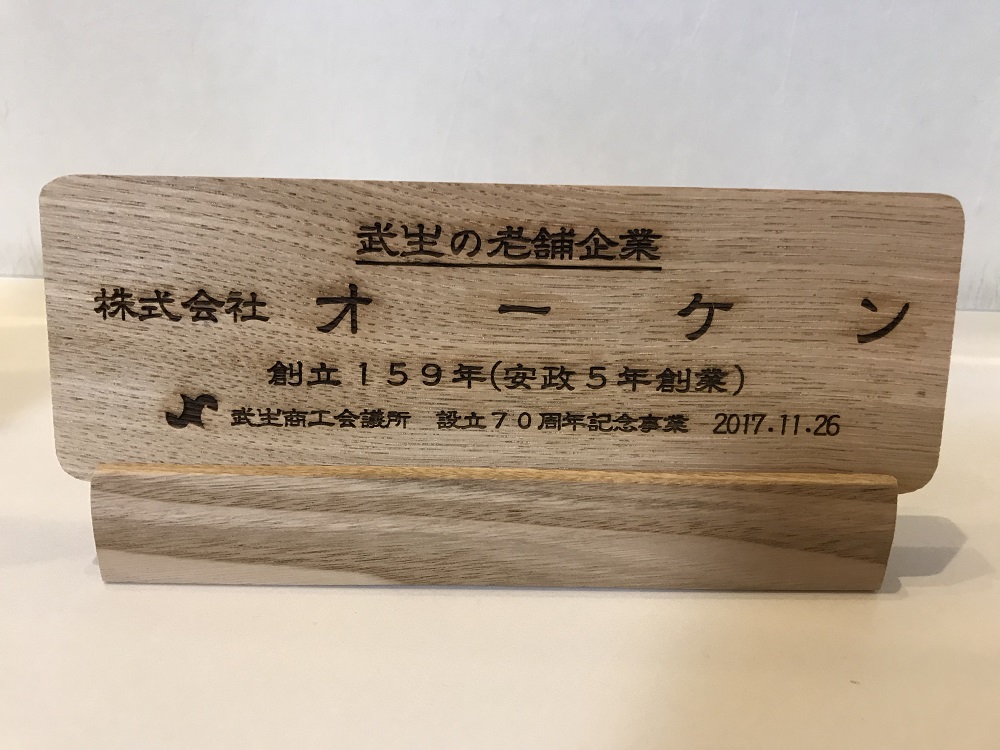 武生の老舗企業
株式会社 オーケン
創立159年(安政5年創業)
武生商工会議所 設立70周年記念事業 2017.11.26